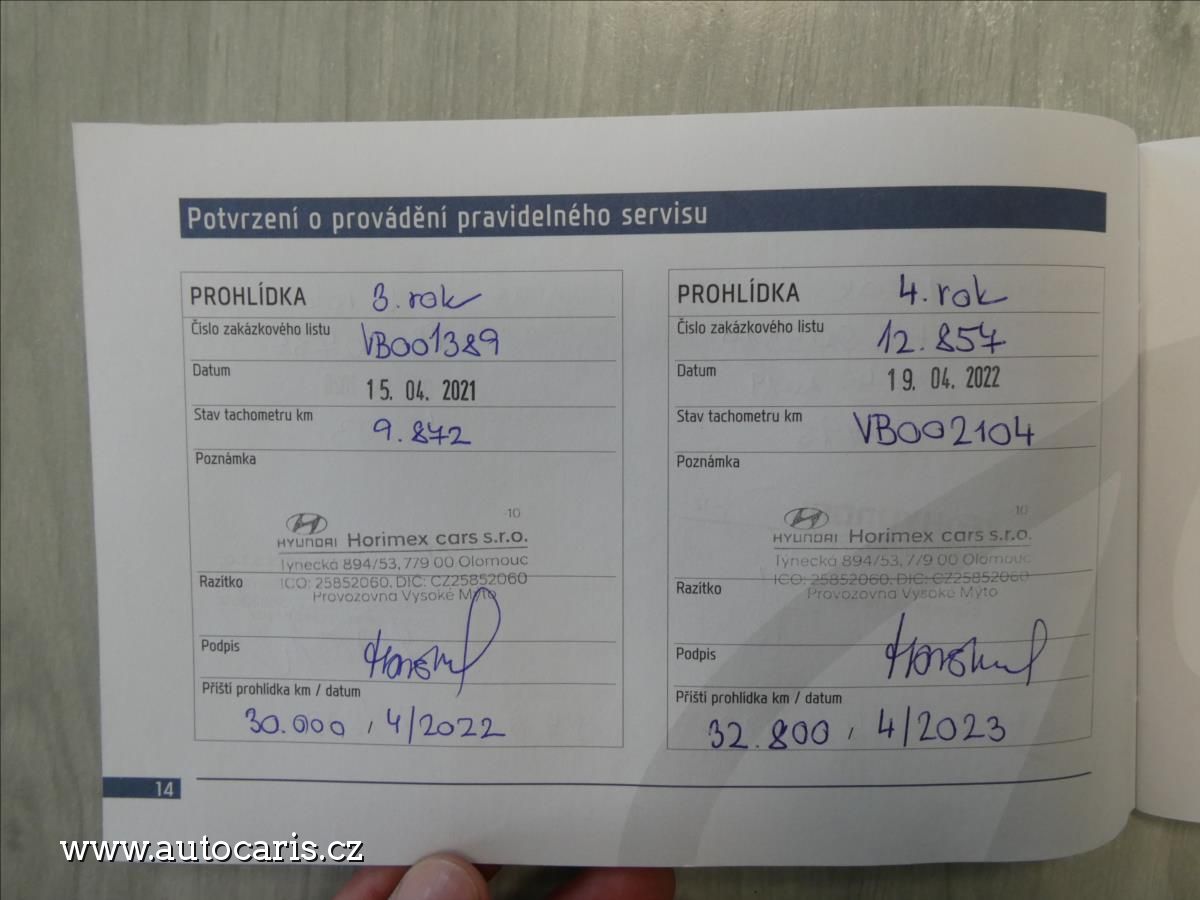 Potvrzení o provádění pravidelného servisu
PROHLÍDKA 3. rok
Číslo zakázkového listu VB001389
Datum 15. 04. 2021
Stav tachometru km 9.872
Poznámka
-10
HYUNDAI Horimex cars s.r.o.
Týnecká 894/53, 779 00 Olomouc
Razítko IČO: 25852060, DIČ: CZ25852060
Provozovna Vysoké Mýto
Podpis
Příští prohlídka km / datum
30.000 , 4/2022
PROHLÍDKA 4. rok
Číslo zakázkového listu 12.857
Datum 19. 04. 2022
Stav tachometru km VB002104
Poznámka
-10
HYUNDAI Horimex cars s.r.o.
Týnecká 894/53, 779 00 Olomouc
IČO: 25852060, DIČ: CZ25852060
Razítko Provozovna Vysoké Mýto
Podpis
Příští prohlídka km / datum
32.800 , 4/2023
14
www.autocaris.cz